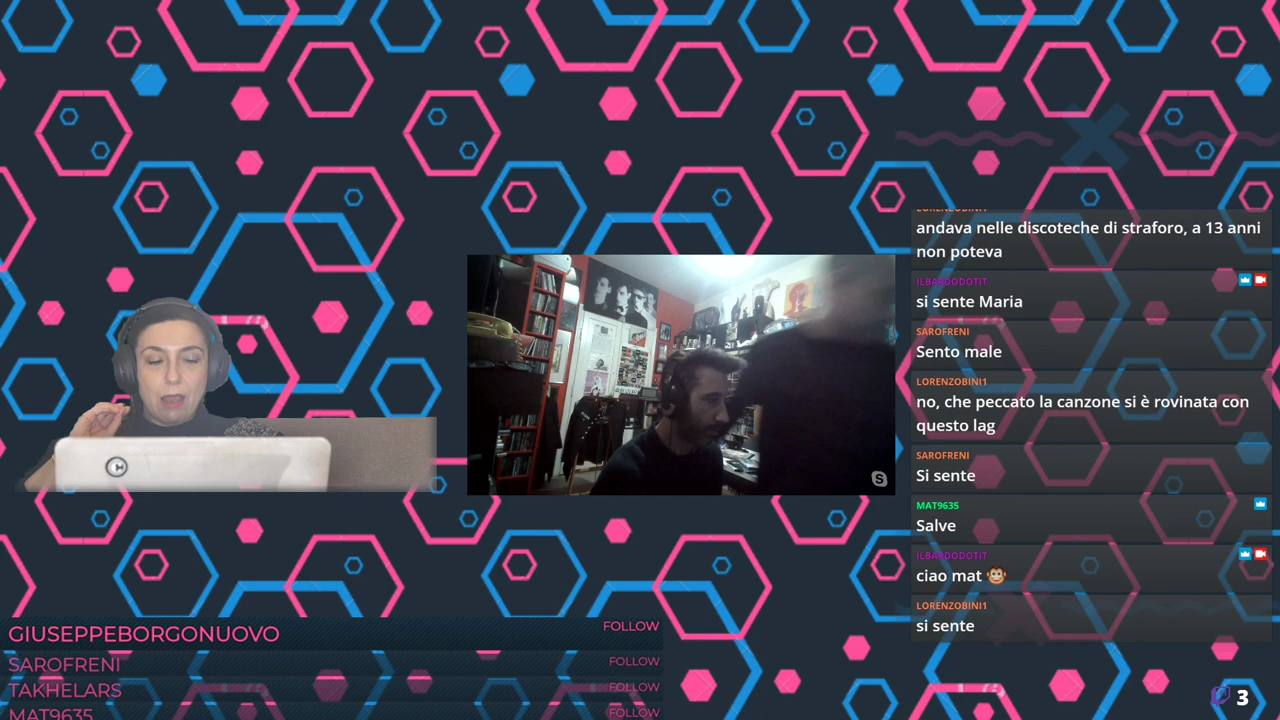 LORENZOBINI1
andava nelle discoteche di straforo, a 13 anni
non poteva
ILBARDODOTIT
si sente Maria
SAROFRENI
Sento male
LORENZOBINI1
no, che peccato la canzone si è rovinata con
questo lag
SAROFRENI
Si sente
MAT9635
Salve
ILBARDODOTIT
ciao mat
LORENZOBINI1
si sente
GIUSEPPEBORGONUOVO FOLLOW
SAROFRENI FOLLOW
TAKHELARS FOLLOW
MAT9635 FOLLOW
3